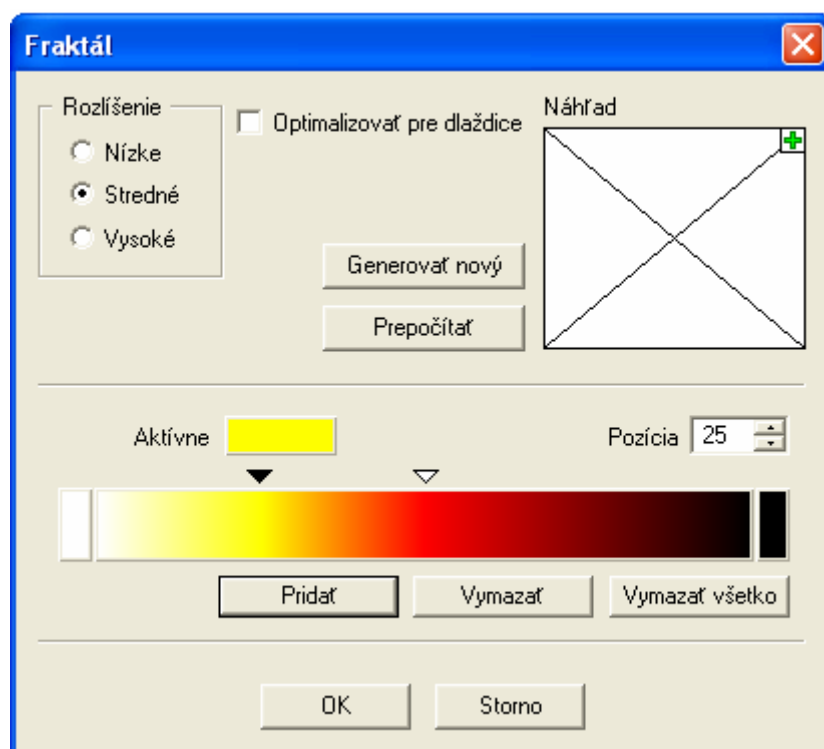 Fraktál
Rozlíšenie
Nízke
Stredné
Vysoké
Optimalizovať pre dlaždice
Náhľad
Generovať nový
Prepočítať
Aktívne
Pozícia 25
Pridať
Vymazať
Vymazať všetko
OK
Storno